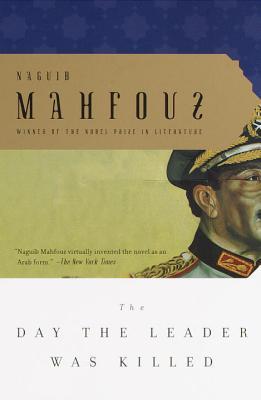 NAGUIB
MAHFOUZ
WINNER OF THE NOBEL PRIZE IN LITERATURE
"Naguib Mahfouz virtually invented the novel as an
Arab form." —The New York Times
The
DAY THE LEADER
WAS KILLED